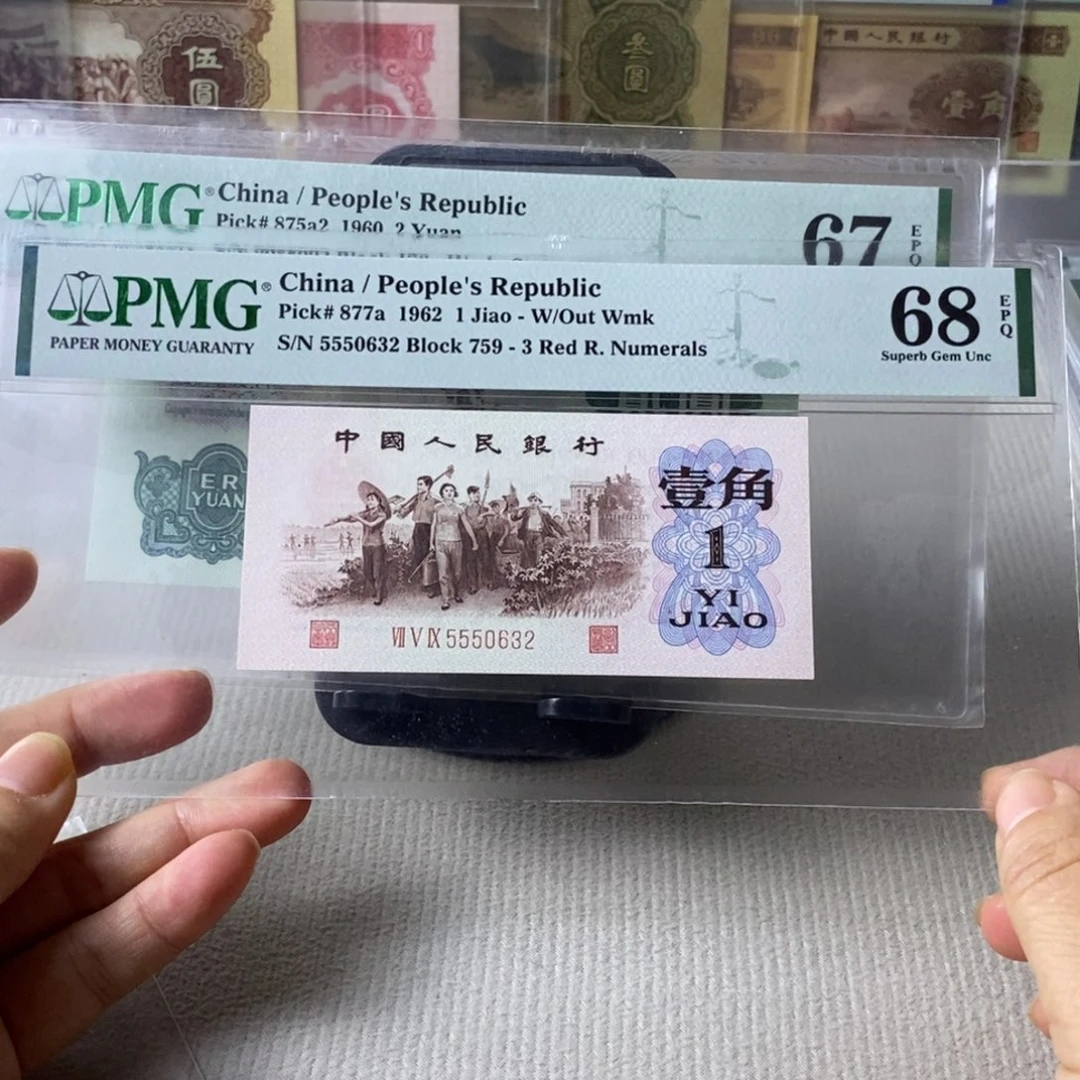 伍
圓
1
叁
圓
中國人民銀行
壹角
PMG® China / People's Republic
Pick# 875a2 1960 2 Yuan
67
EPQ
PMG® China / People's Republic
Pick# 877a 1962 1 Jiao - W/Out Wmk
PAPER MONEY GUARANTY S/N 5550632 Block 759 - 3 Red R. Numerals
68
EPQ
Superb Gem Unc
ER
YUAN
中國人民銀行
壹角
1
YI
JIAO
Ⅶ Ⅴ Ⅸ 5550632